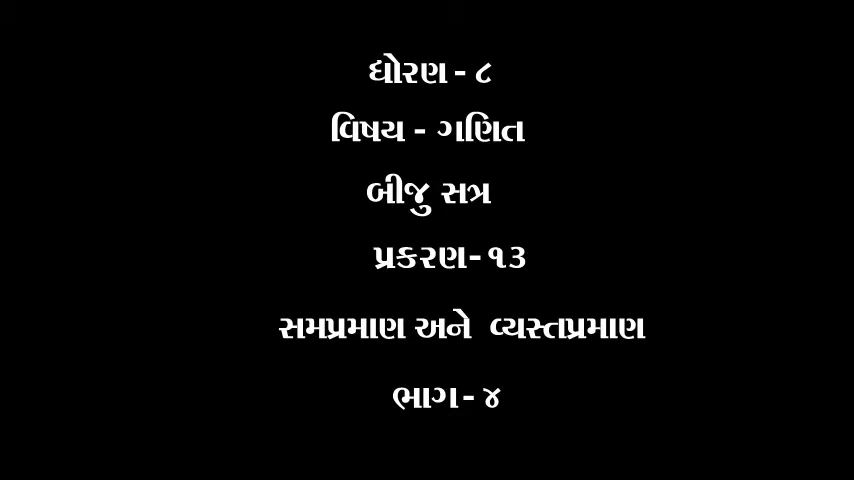 ધોરણ - ૮
વિષય - ગણિત
બીજુ સત્ર
પ્રકરણ- ૧૩
સમપ્રમાણ અને વ્યસ્તપ્રમાણ
ભાગ - ૪